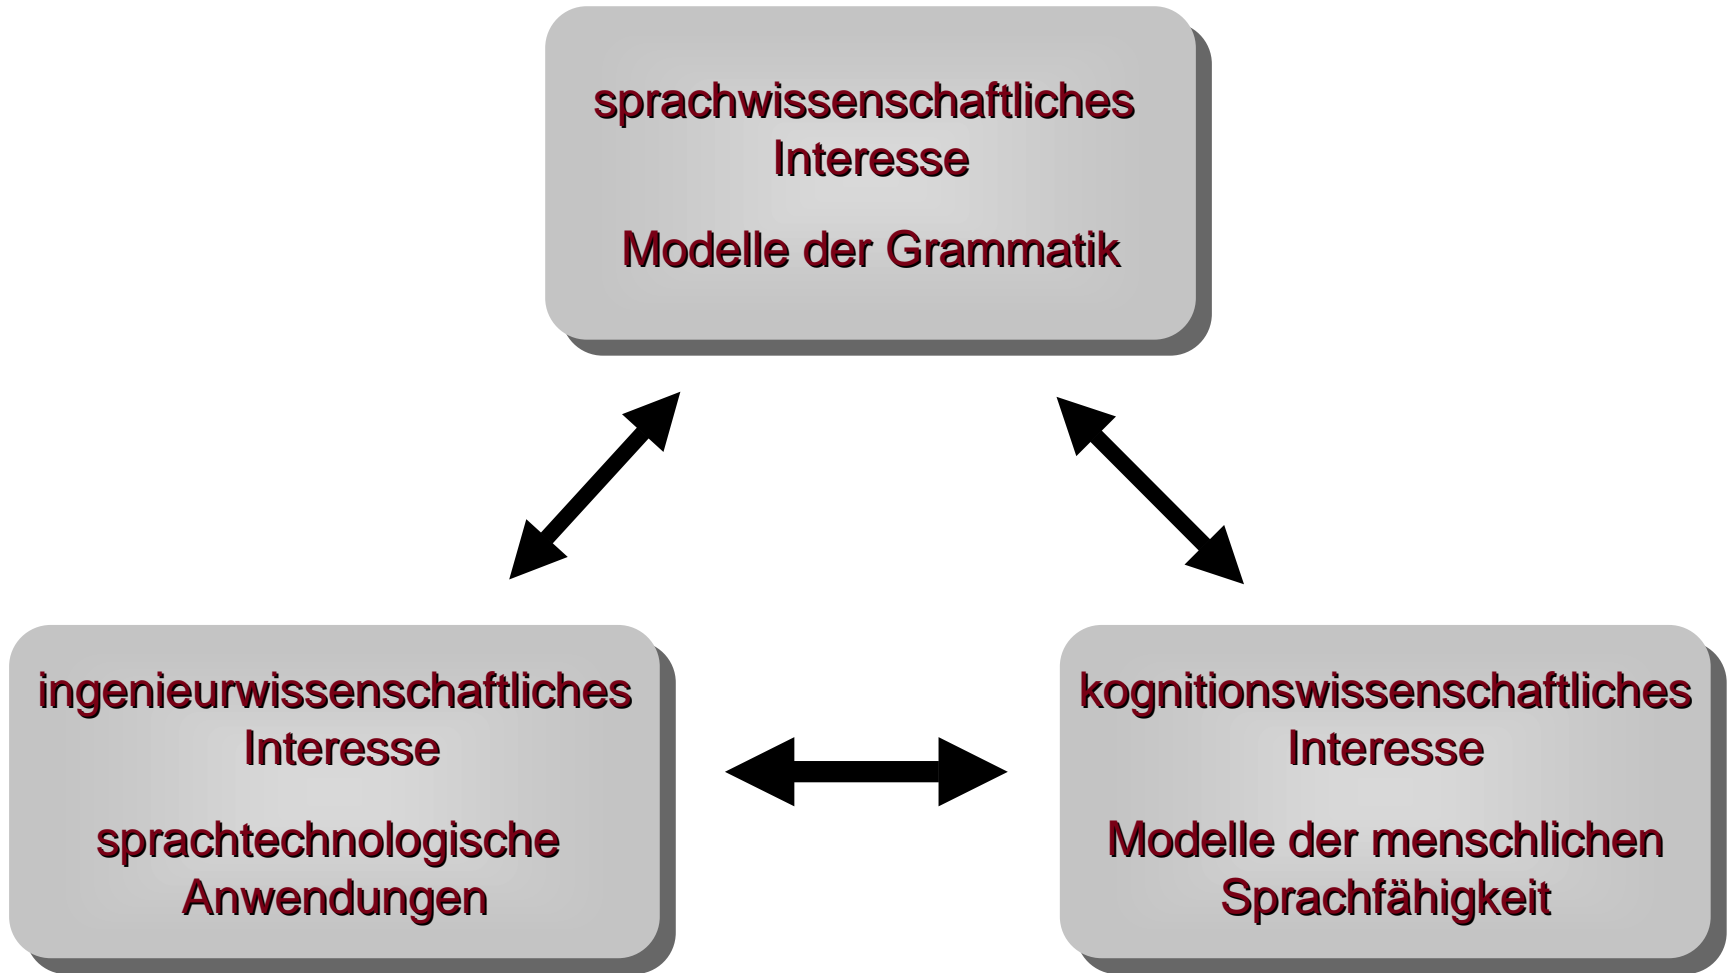 sprachwissenschaftliches
Interesse
Modelle der Grammatik
ingenieurwissenschaftliches
Interesse
sprachtechnologische
Anwendungen
kognitionswissenschaftliches
Interesse
Modelle der menschlichen
Sprachfähigkeit